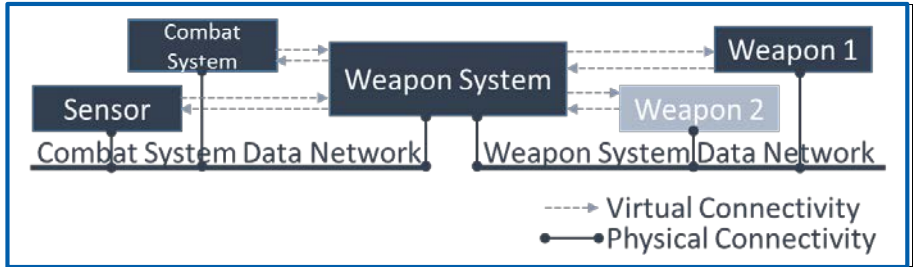 Combat
System
Weapon System
Weapon 1
Sensor
Weapon 2
Combat System Data Network
Weapon System Data Network
Virtual Connectivity
Physical Connectivity